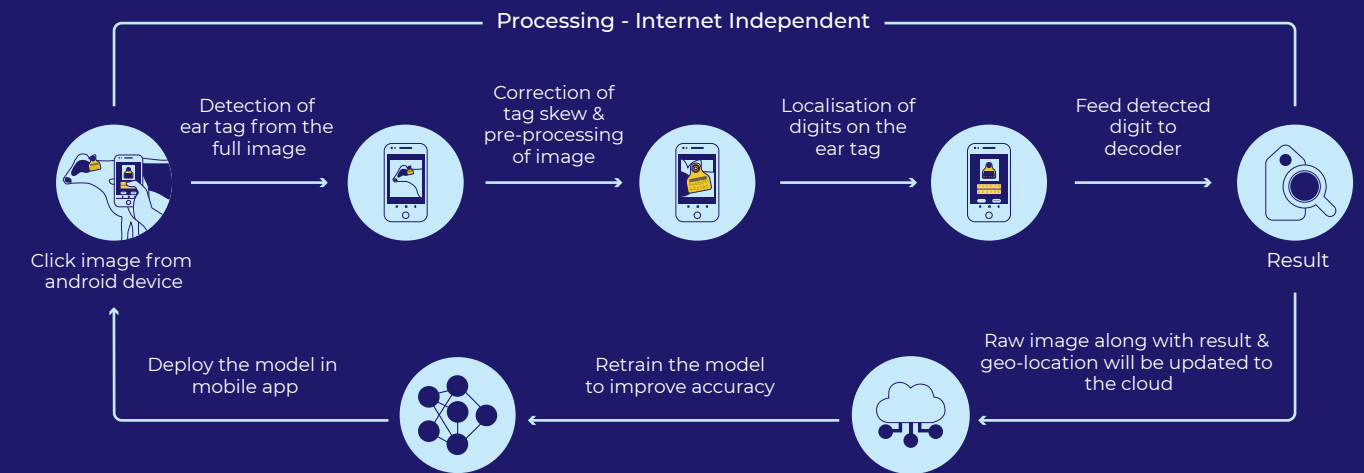 Processing - Internet Independent
Detection of
ear tag from the
full image
Correction of
tag skew &
pre-processing
of image
Localisation of
digits on the
ear tag
Feed detected
digit to
decoder
Click image from
android device
Result
Raw image along with result &
geo-location will be updated to
the cloud
Retrain the model
to improve accuracy
Deploy the model in
mobile app